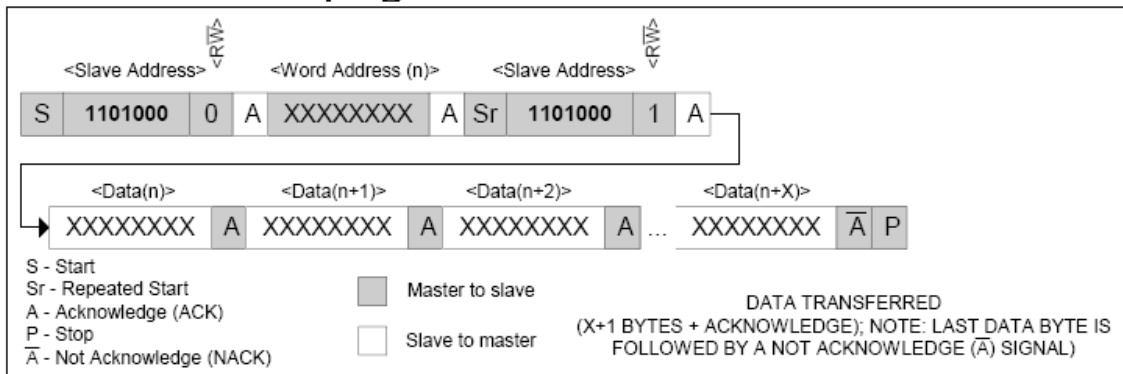 <RW̅>
<RW̅>
<Slave Address> <Word Address (n)> <Slave Address>
S 1101000 0 A XXXXXXXX A Sr 1101000 1 A
<Data(n)> <Data(n+1)> <Data(n+2)> <Data(n+X)>
XXXXXXXX A XXXXXXXX A XXXXXXXX A ... XXXXXXXX A̅ P
S - Start
Sr - Repeated Start
A - Acknowledge (ACK)
P - Stop
A̅ - Not Acknowledge (NACK)
Master to slave
Slave to master
DATA TRANSFERRED
(X+1 BYTES + ACKNOWLEDGE); NOTE: LAST DATA BYTE IS
FOLLOWED BY A NOT ACKNOWLEDGE (A̅) SIGNAL)